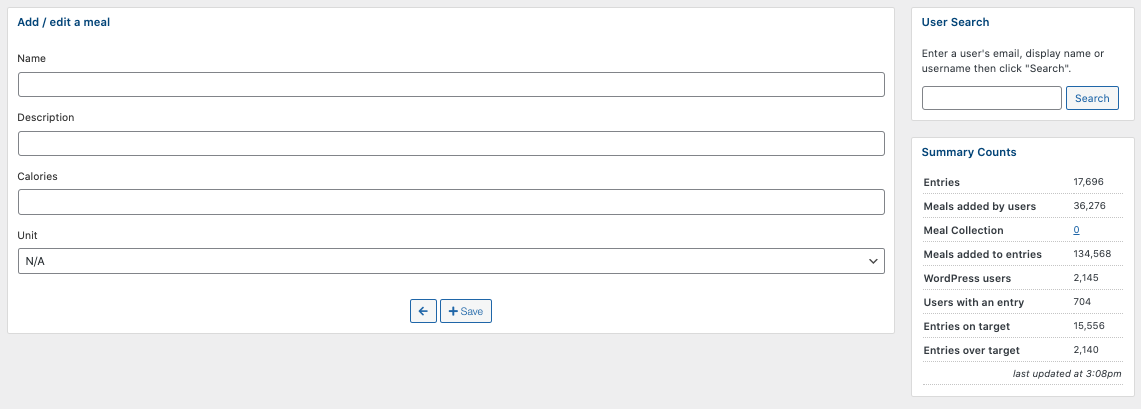 Add / edit a meal
Name
Description
Calories
Unit
N/A
Save
User Search
Enter a user's email, display name or
username then click "Search".
Search
Summary Counts
Entries 17,696
Meals added by users 36,276
Meal Collection 0
Meals added to entries 134,568
WordPress users 2,145
Users with an entry 704
Entries on target 15,556
Entries over target 2,140
last updated at 3:08pm